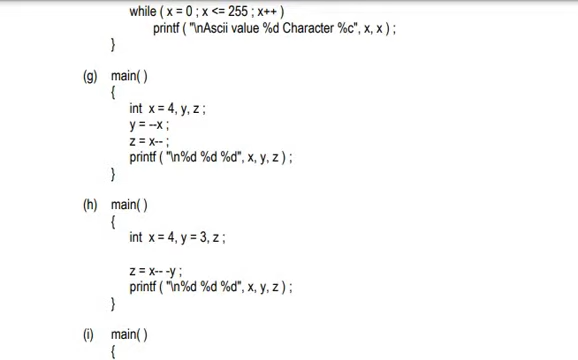 while ( x = 0 ; x <= 255 ; x++ )
printf ( "\nAscii value %d Character %c", x, x ) ;
}
(g) main( )
{
int x = 4, y, z ;
y = --x ;
z = x-- ;
printf ( "\n%d %d %d", x, y, z ) ;
}
(h) main( )
{
int x = 4, y = 3, z ;
z = x-- -y ;
printf ( "\n%d %d %d", x, y, z ) ;
}
(i) main( )
{